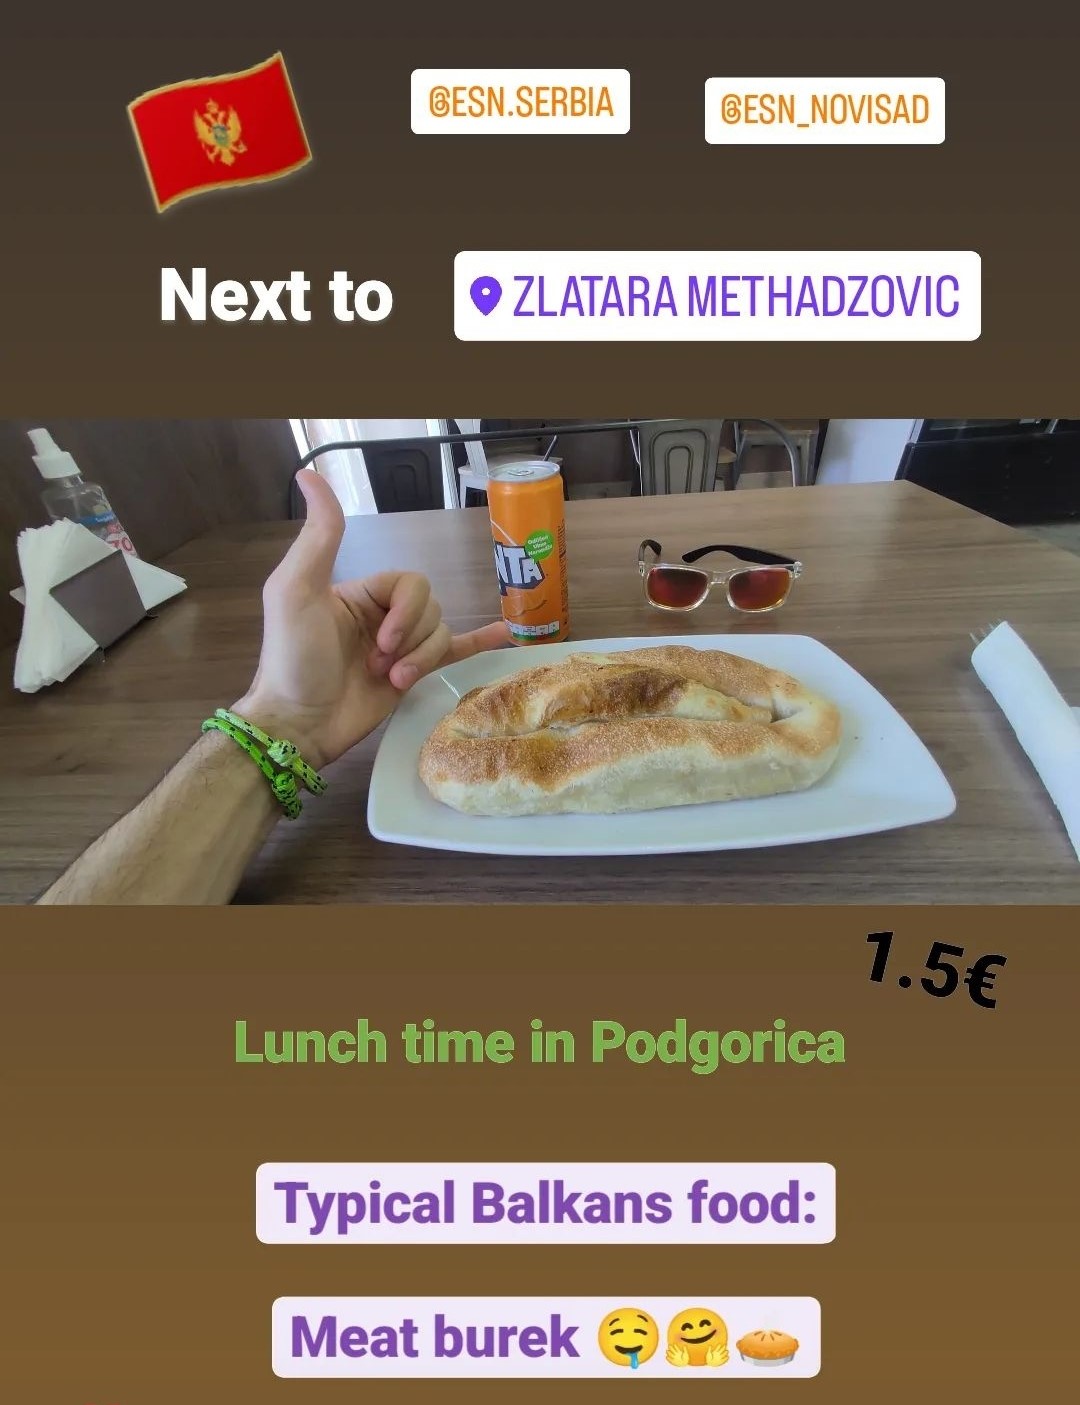 @ESN.SERBIA
@ESN_NOVISAD
Next to
ZLATARA METHADZOVIC
NTA
1.5€
Lunch time in Podgorica
Typical Balkans food:
Meat burek 🤤🤗🥧